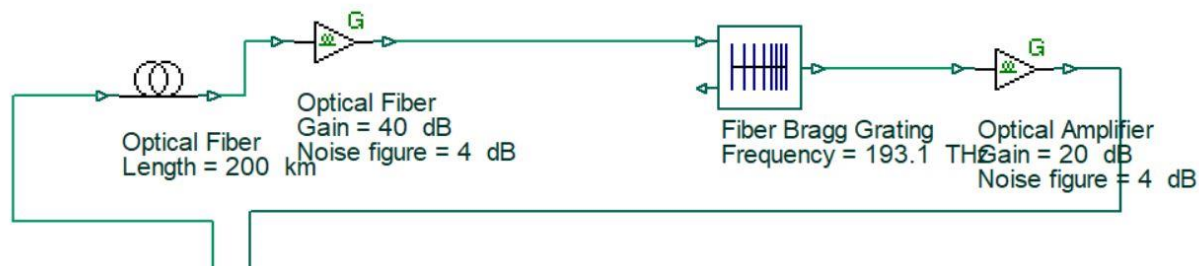 G
G
Optical Fiber
Length = 200 km
Optical Fiber
Gain = 40 dB
Noise figure = 4 dB
Fiber Bragg Grating
Frequency = 193.1 THz
Optical Amplifier
Gain = 20 dB
Noise figure = 4 dB